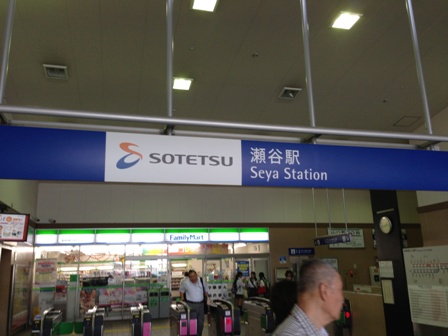 SOTETSU
瀬谷駅
Seya Station
FamilyMart